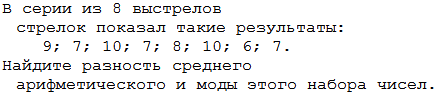 В серии из 8 выстрелов
стрелок показал такие результаты:
9; 7; 10; 7; 8; 10; 6; 7.
Найдите разность среднего
арифметического и моды этого набора чисел.